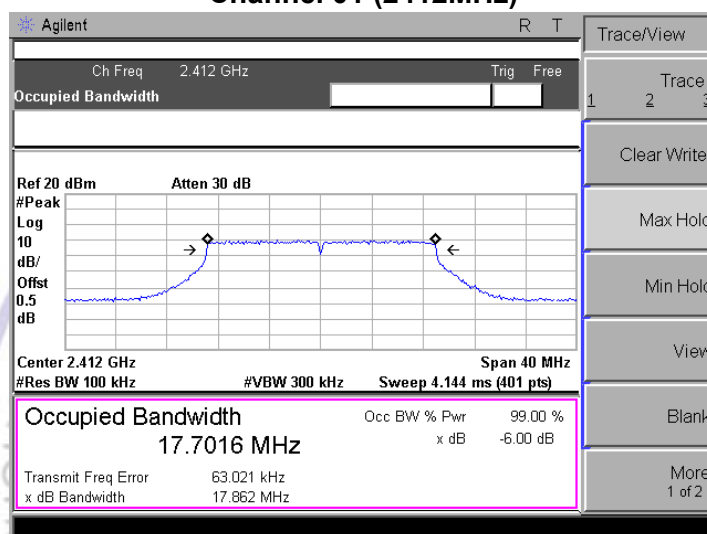 Agilent R T
Trace/View
Ch Freq 2.412 GHz Trig Free
Occupied Bandwidth
Trace
1 2 3
Clear Write
Ref 20 dBm Atten 30 dB
#Peak
Log
10
dB/
Offst
0.5
dB
Max Hold
Min Hold
Center 2.412 GHz Span 40 MHz
#Res BW 100 kHz #VBW 300 kHz Sweep 4.144 ms (401 pts)
View
Occupied Bandwidth
17.7016 MHz
Occ BW % Pwr 99.00 %
x dB -6.00 dB
Transmit Freq Error 63.021 kHz
x dB Bandwidth 17.862 MHz
Blank
More
1 of 2